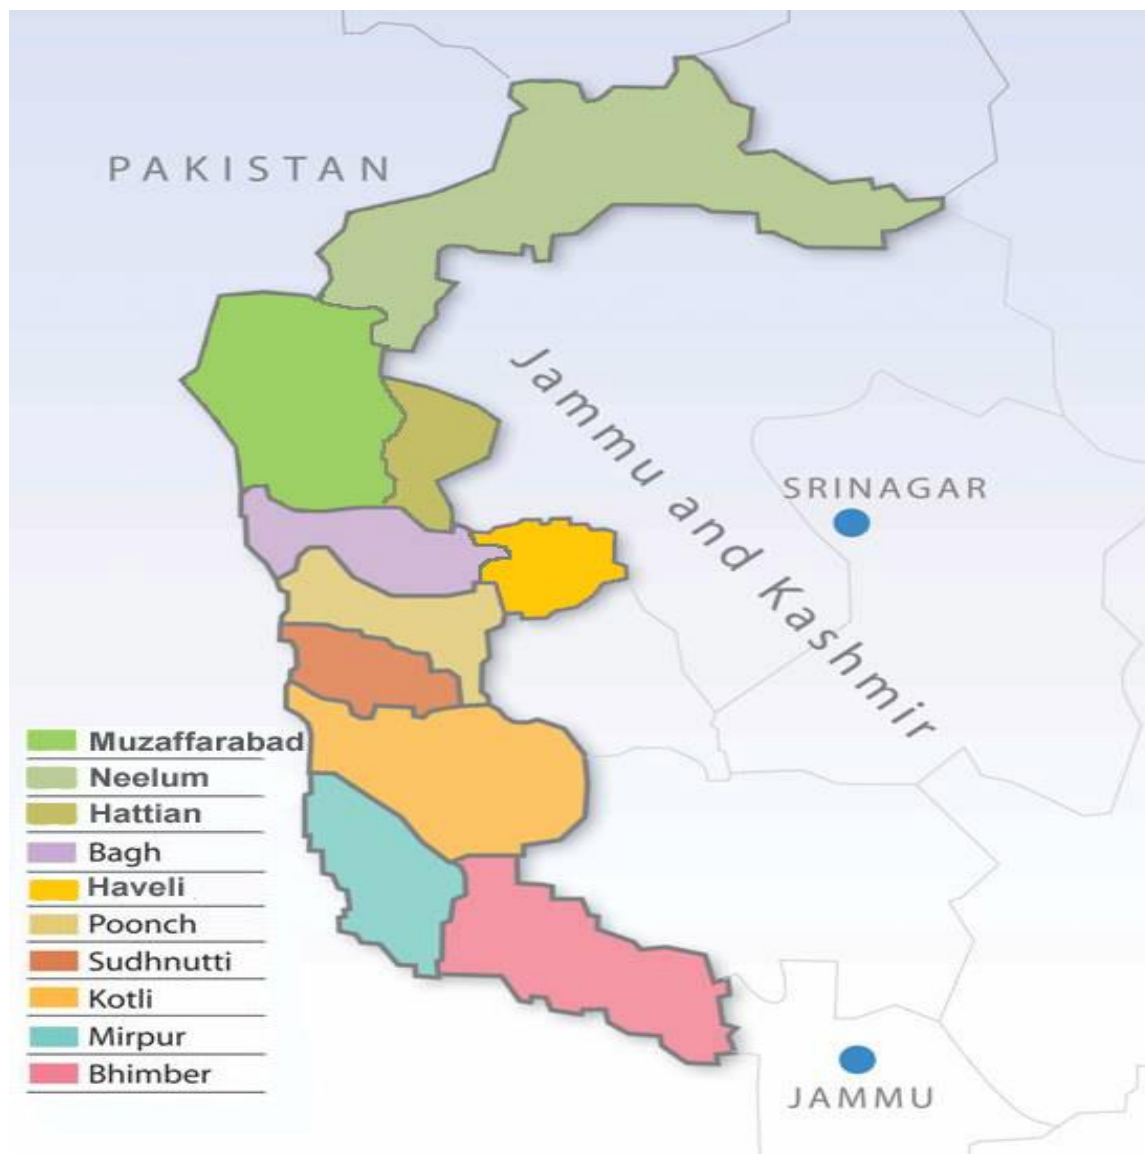 PAKISTAN
Jammu and Kashmir
SRINAGAR
Muzaffarabad
Neelum
Hattian
Bagh
Haveli
Poonch
Sudhnutti
Kotli
Mirpur
Bhimber
JAMMU